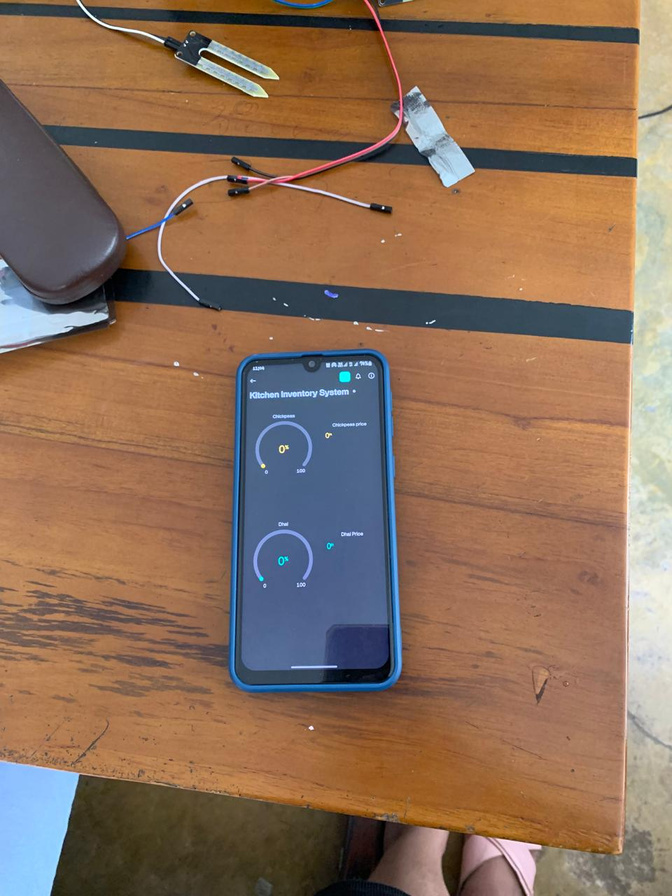 Kitchen Inventory System
Chickpeas
Chickpeas price
0%
0
0 100
Dhal
Dhal Price
0%
0
0 100